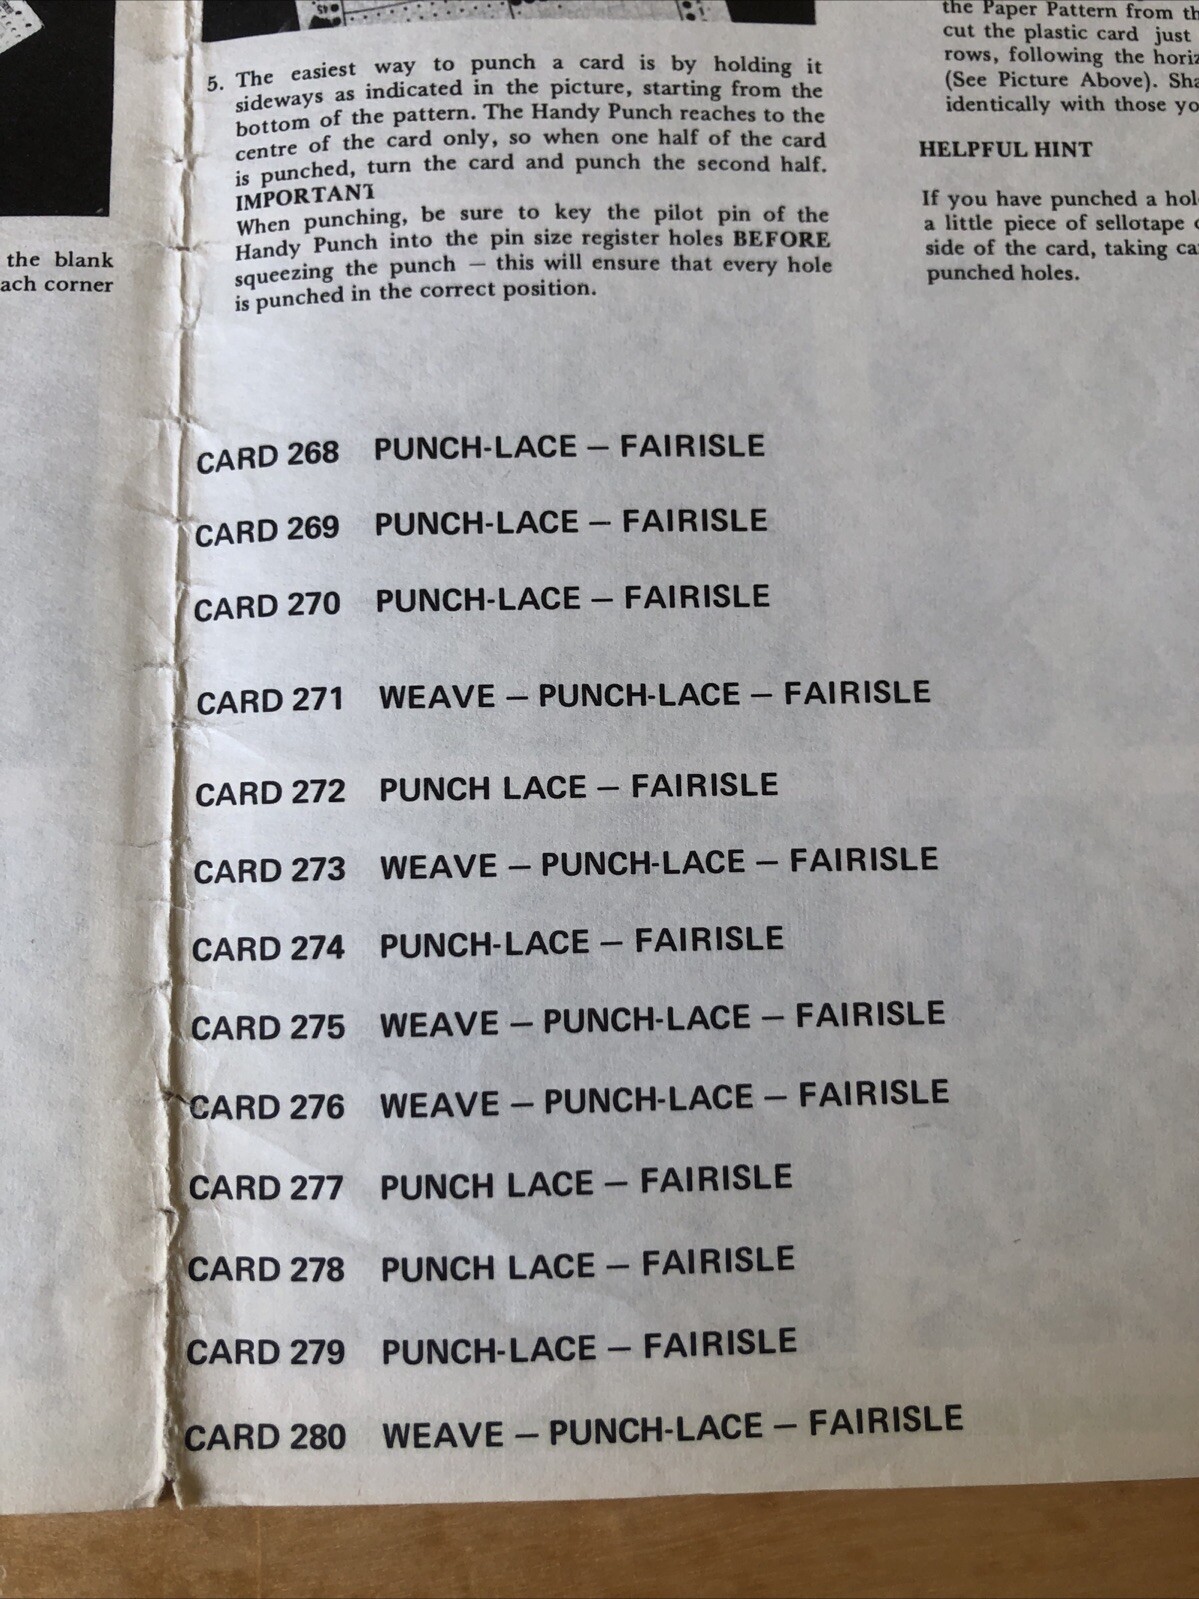 the blank
ach corner
5. The easiest way to punch a card is by holding it
sideways as indicated in the picture, starting from the
bottom of the pattern. The Handy Punch reaches to the
centre of the card only, so when one half of the card
is punched, turn the card and punch the second half.
IMPORTANT
When punching, be sure to key the pilot pin of the
Handy Punch into the pin size register holes BEFORE
squeezing the punch — this will ensure that every hole
is punched in the correct position.
the Paper Pattern from th
cut the plastic card just
rows, following the horiz
(See Picture Above). Sha
identically with those yo
HELPFUL HINT
If you have punched a hol
a little piece of sellotape
side of the card, taking ca
punched holes.
CARD 268 PUNCH-LACE — FAIRISLE
CARD 269 PUNCH-LACE — FAIRISLE
CARD 270 PUNCH-LACE — FAIRISLE
CARD 271 WEAVE — PUNCH-LACE — FAIRISLE
CARD 272 PUNCH LACE — FAIRISLE
CARD 273 WEAVE — PUNCH-LACE — FAIRISLE
CARD 274 PUNCH-LACE — FAIRISLE
CARD 275 WEAVE — PUNCH-LACE — FAIRISLE
CARD 276 WEAVE — PUNCH-LACE — FAIRISLE
CARD 277 PUNCH LACE — FAIRISLE
CARD 278 PUNCH LACE — FAIRISLE
CARD 279 PUNCH-LACE — FAIRISLE
CARD 280 WEAVE — PUNCH-LACE — FAIRISLE